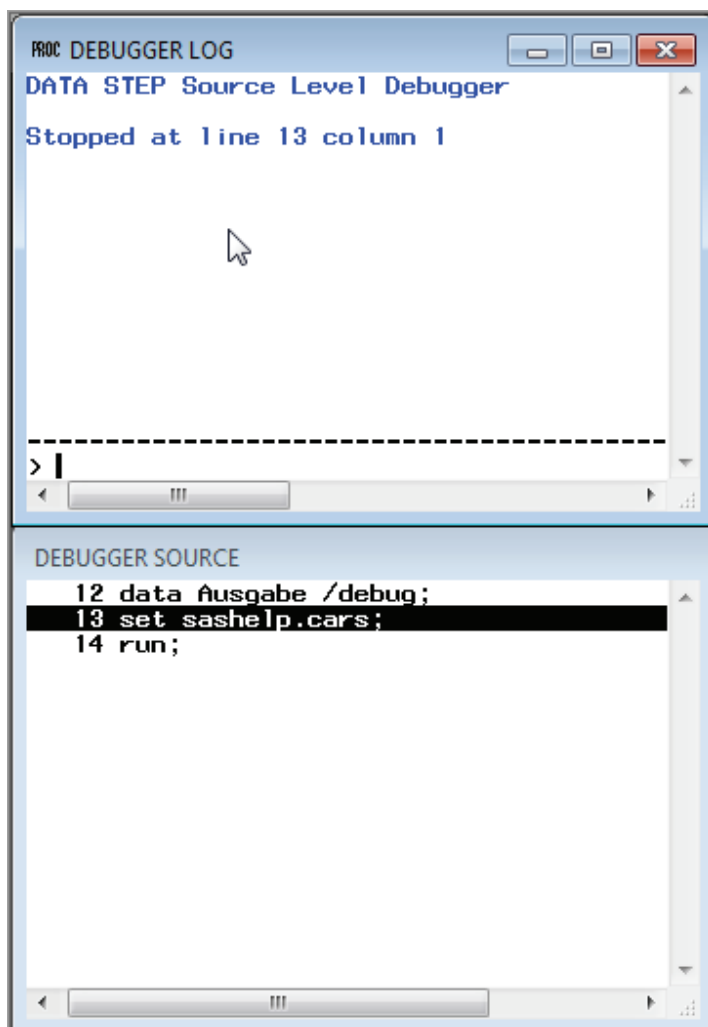 PROC DEBUGGER LOG
DATA STEP Source Level Debugger
Stopped at line 13 column 1
>
DEBUGGER SOURCE
12 data Ausgabe /debug;
13 set sashelp.cars;
14 run;